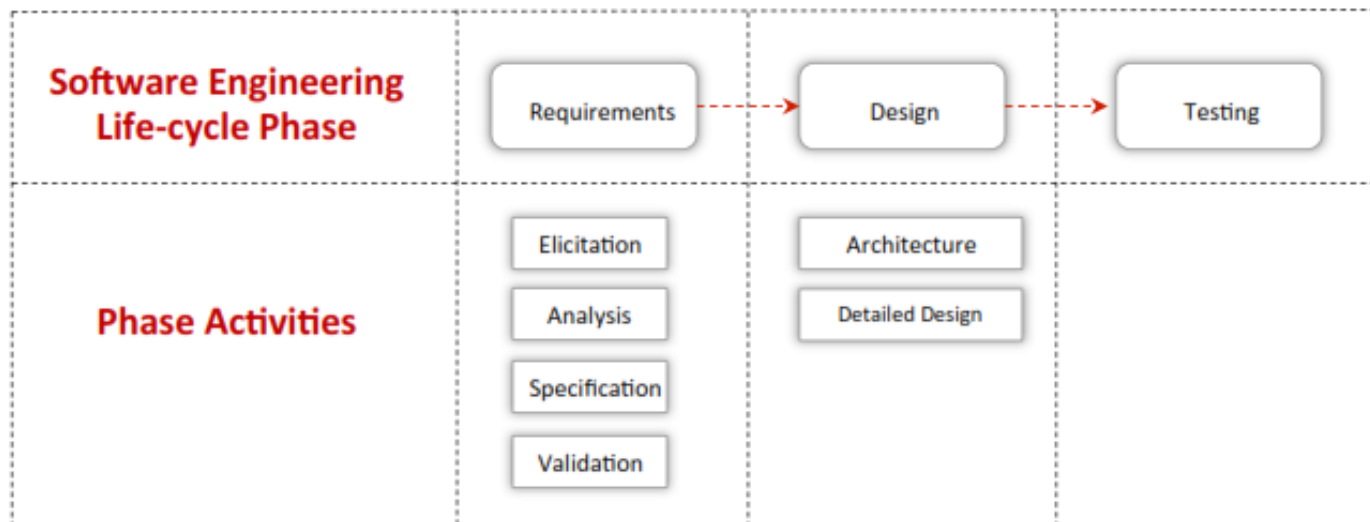 Software Engineering
Life-cycle Phase
Requirements
Design
Testing
Phase Activities
Elicitation
Analysis
Specification
Validation
Architecture
Detailed Design